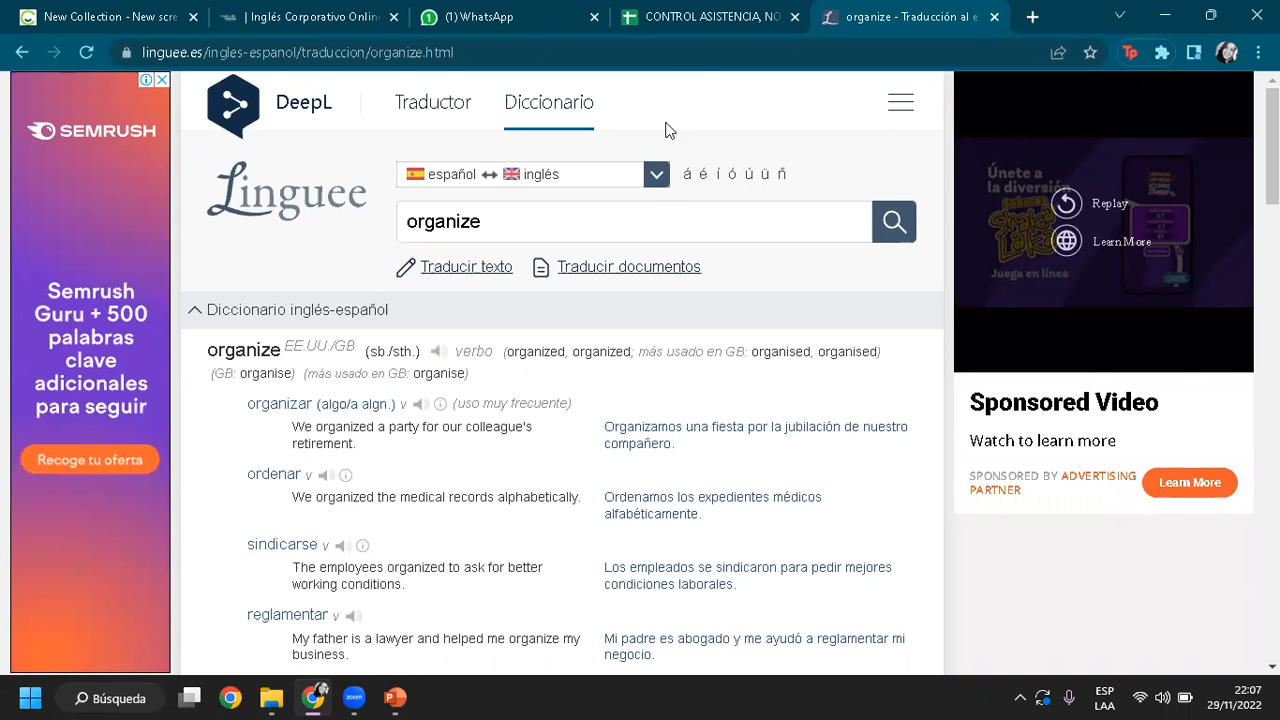 New Collection - New scre
| Inglés Corporativo Onlin
(1) WhatsApp
CONTROL ASISTENCIA, NO
organize - Traducción al e
linguee.es/ingles-espanol/traduccion/organize.html
Tp
SEMRUSH
Semrush
Guru + 500
palabras
clave
adicionales
para seguir
Recoge tu oferta
DeepL
Traductor
Diccionario
Linguee
español ↔ inglés
á é í ó ú ü ñ
organize
Traducir texto
Traducir documentos
Diccionario inglés-español
organize EE.UU./GB (sb./sth.) verbo (organized, organized; más usado en GB: organised, organised)
(GB: organise) (más usado en GB: organise)
organizar (algo/a algn.) v (uso muy frecuente)
We organized a party for our colleague's
retirement.
Organizamos una fiesta por la jubilación de nuestro
compañero.
ordenar v
We organized the medical records alphabetically.
Ordenamos los expedientes médicos
alfabéticamente.
sindicarse v
The employees organized to ask for better
working conditions.
Los empleados se sindicaron para pedir mejores
condiciones laborales.
reglamentar v
My father is a lawyer and helped me organize my
business.
Mi padre es abogado y me ayudó a reglamentar mi
negocio.
Únete a
la diversión
Juega en línea
Replay
Learn More
Sponsored Video
Watch to learn more
SPONSORED BY ADVERTISING
PARTNER
Learn More
Búsqueda
zoom
ESP
LAA
22:07
29/11/2022